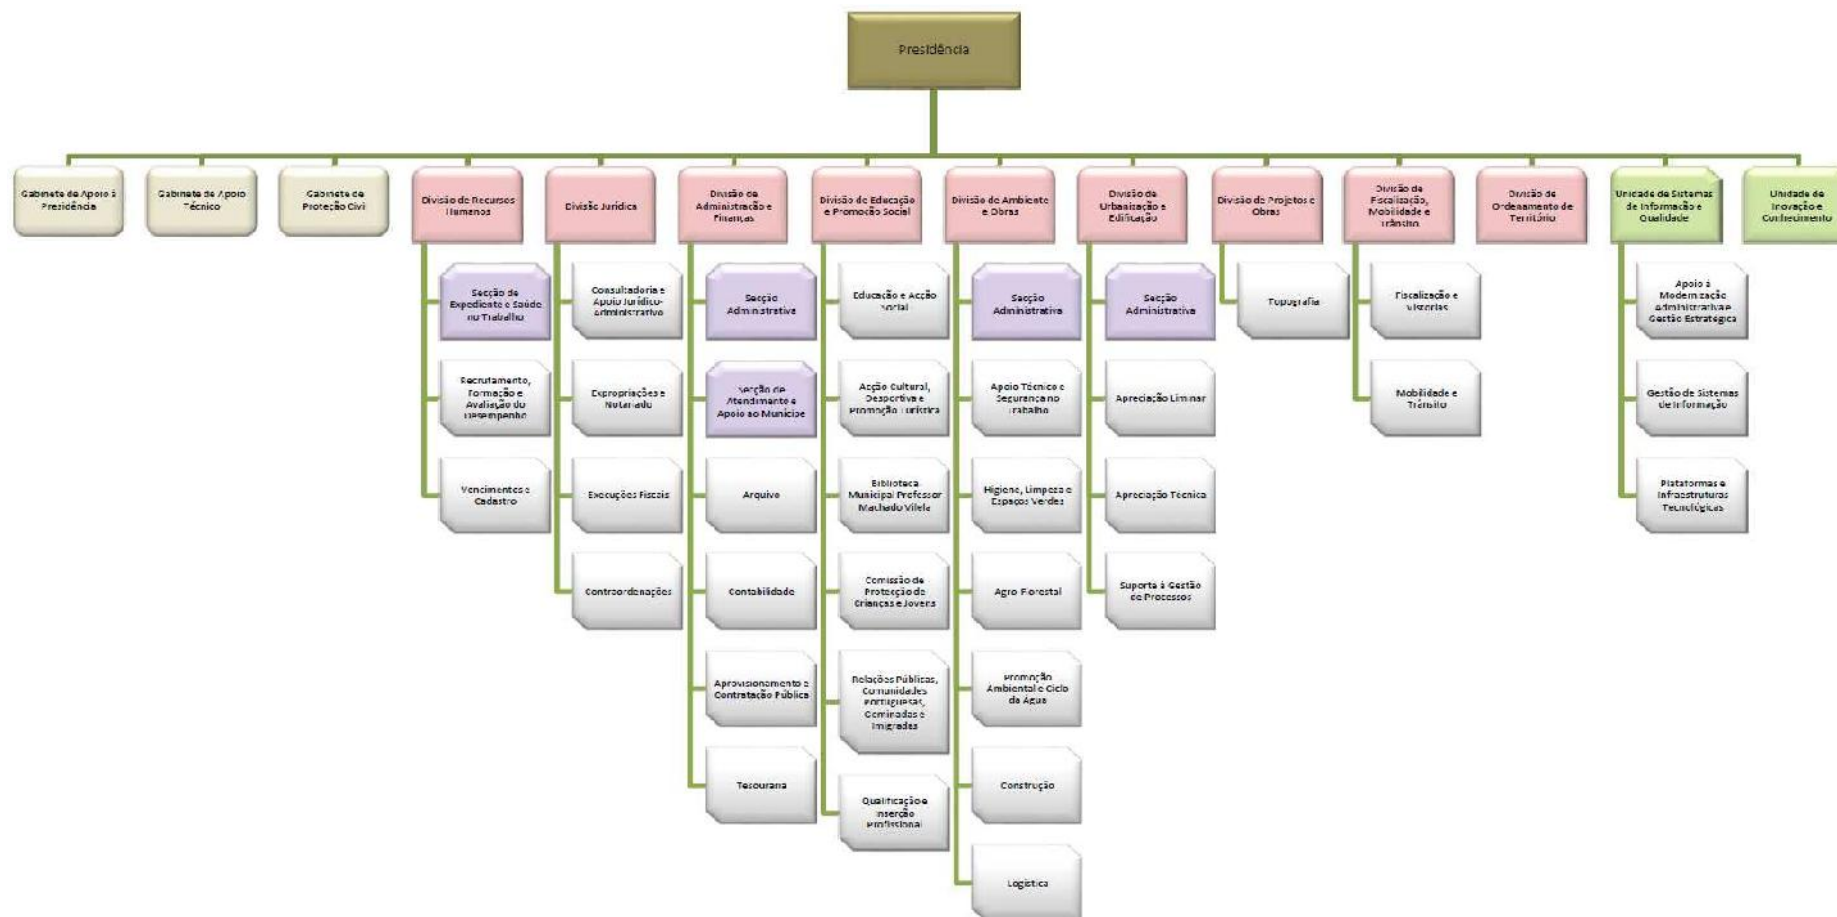 Presidência
Gabinete de Apoio à
Presidência
Gabinete de Apoio
Técnico
Gabinete de
Proteção Civi
Divisão de Recursos
Humanos
Divisão Jurídica
Divisão de
Administração e
Finanças
Divisão de Educação
e Promoção Social
Divisão de Ambiente
e Obras
Divisão de
Urbanização e
Edificação
Divisão de Projetos e
Obras
Divisão de
Fiscalização,
Mobilidade e
Trânsito
Divisão de
Ordenamento de
Território
Unidade de Sistemas
de Informação e
Qualidade
Unidade de
Inovação e
Conhecimento
Secção de
Expediente e Saúde
no Trabalho
Recrutamento,
Formação e
Avaliação do
Desempenho
Vencimentos e
Cadastro
Consultadoria e
Apoio Jurídico-
Administrativo
Expropriações e
Notariado
Execuções Fiscais
Contraordenações
Secção
Administrativa
Secção de
Atendimento e
Apoio ao Munícipe
Arquivo
Contabilidade
Aprovisionamento e
Contratação Pública
Tesouraria
Educação e Acção
Social
Acção Cultural,
Desportiva e
Promoção Turística
Biblioteca
Municipal Professor
Machado Vilela
Comissão de
Protecção de
Crianças e Jovens
Relações Públicas,
Comunidades
Portuguesas,
Geminadas e
Imigradas
Qualificação e
Inserção
Profissional
Secção
Administrativa
Apoio Técnico e
Segurança no
Trabalho
Higiene, Limpeza e
Espaços Verdes
Agro-Florestal
Promoção
Ambiental e Ciclo
da Água
Construção
Logística
Secção
Administrativa
Apreciação Liminar
Apreciação Técnica
Suporte à Gestão
de Processos
Topografia
Fiscalização e
Vistorias
Mobilidade e
Trânsito
Apoio à
Modernização
Administrativa e
Gestão Estratégica
Gestão de Sistemas
de Informação
Plataformas e
Infraestruturas
Tecnológicas